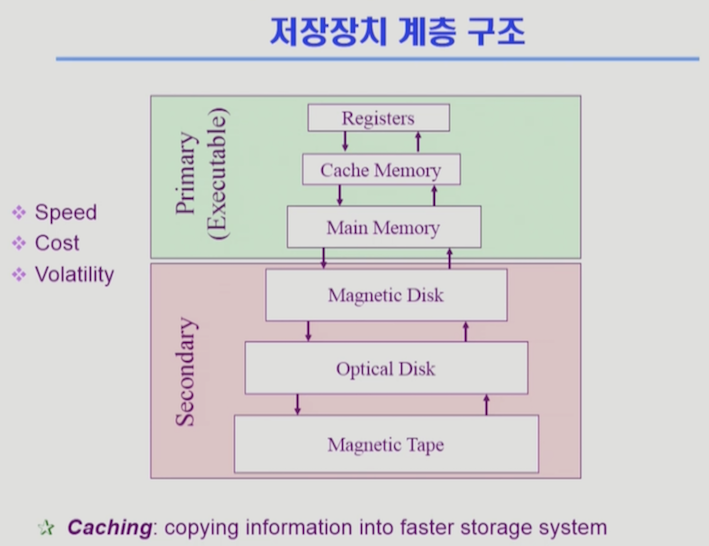 저장장치 계층 구조
Primary
(Executable)
Registers
Cache Memory
Main Memory
❖ Speed
❖ Cost
❖ Volatility
Secondary
Magnetic Disk
Optical Disk
Magnetic Tape
☆ Caching: copying information into faster storage system